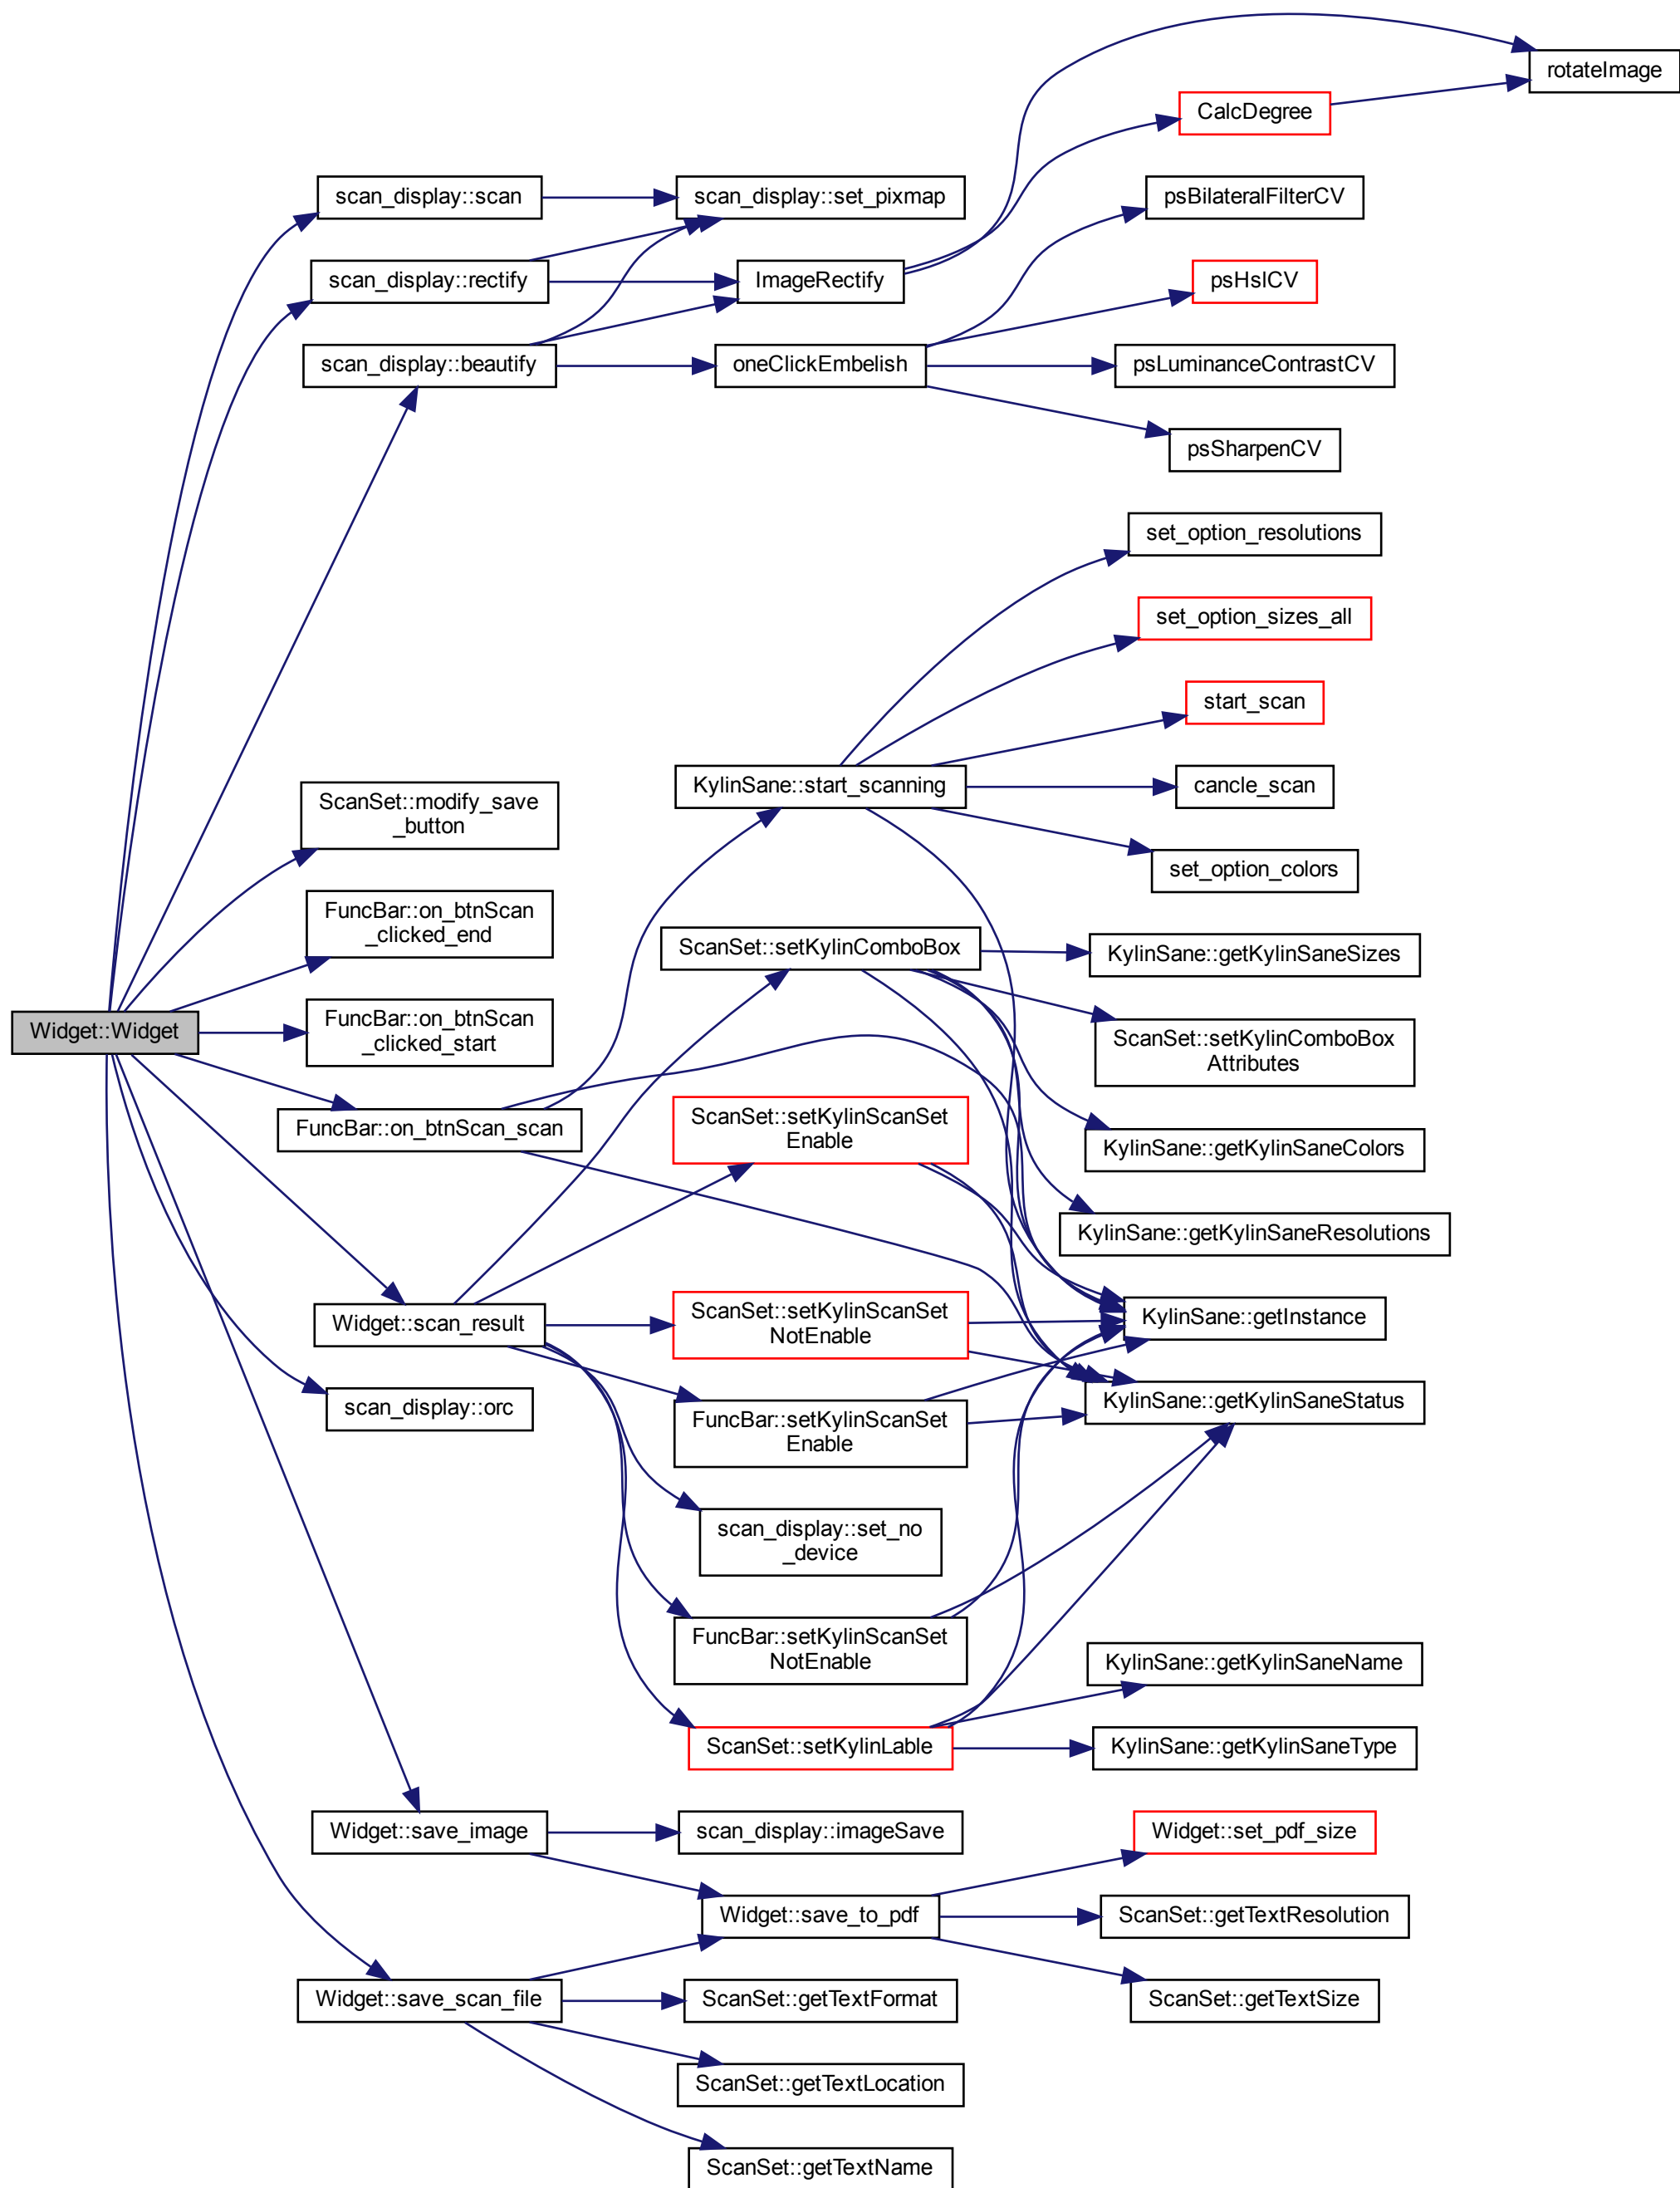 rotateImage
CalcDegree
scan_display::scan
scan_display::set_pixmap
psBilateralFilterCV
scan_display::rectify
ImageRectify
psHslCV
scan_display::beautify
oneClickEmbelish
psLuminanceContrastCV
psSharpenCV
set_option_resolutions
set_option_sizes_all
start_scan
KylinSane::start_scanning
cancle_scan
ScanSet::modify_save
_button
set_option_colors
FuncBar::on_btnScan
_clicked_end
ScanSet::setKylinComboBox
KylinSane::getKylinSaneSizes
Widget::Widget
FuncBar::on_btnScan
_clicked_start
ScanSet::setKylinComboBox
Attributes
FuncBar::on_btnScan_scan
ScanSet::setKylinScanSet
Enable
KylinSane::getKylinSaneColors
KylinSane::getKylinSaneResolutions
Widget::scan_result
ScanSet::setKylinScanSet
NotEnable
KylinSane::getInstance
scan_display::orc
FuncBar::setKylinScanSet
Enable
KylinSane::getKylinSaneStatus
scan_display::set_no
_device
FuncBar::setKylinScanSet
NotEnable
KylinSane::getKylinSaneName
ScanSet::setKylinLable
KylinSane::getKylinSaneType
Widget::save_image
scan_display::imageSave
Widget::set_pdf_size
Widget::save_to_pdf
ScanSet::getTextResolution
Widget::save_scan_file
ScanSet::getTextFormat
ScanSet::getTextSize
ScanSet::getTextLocation
ScanSet::getTextName